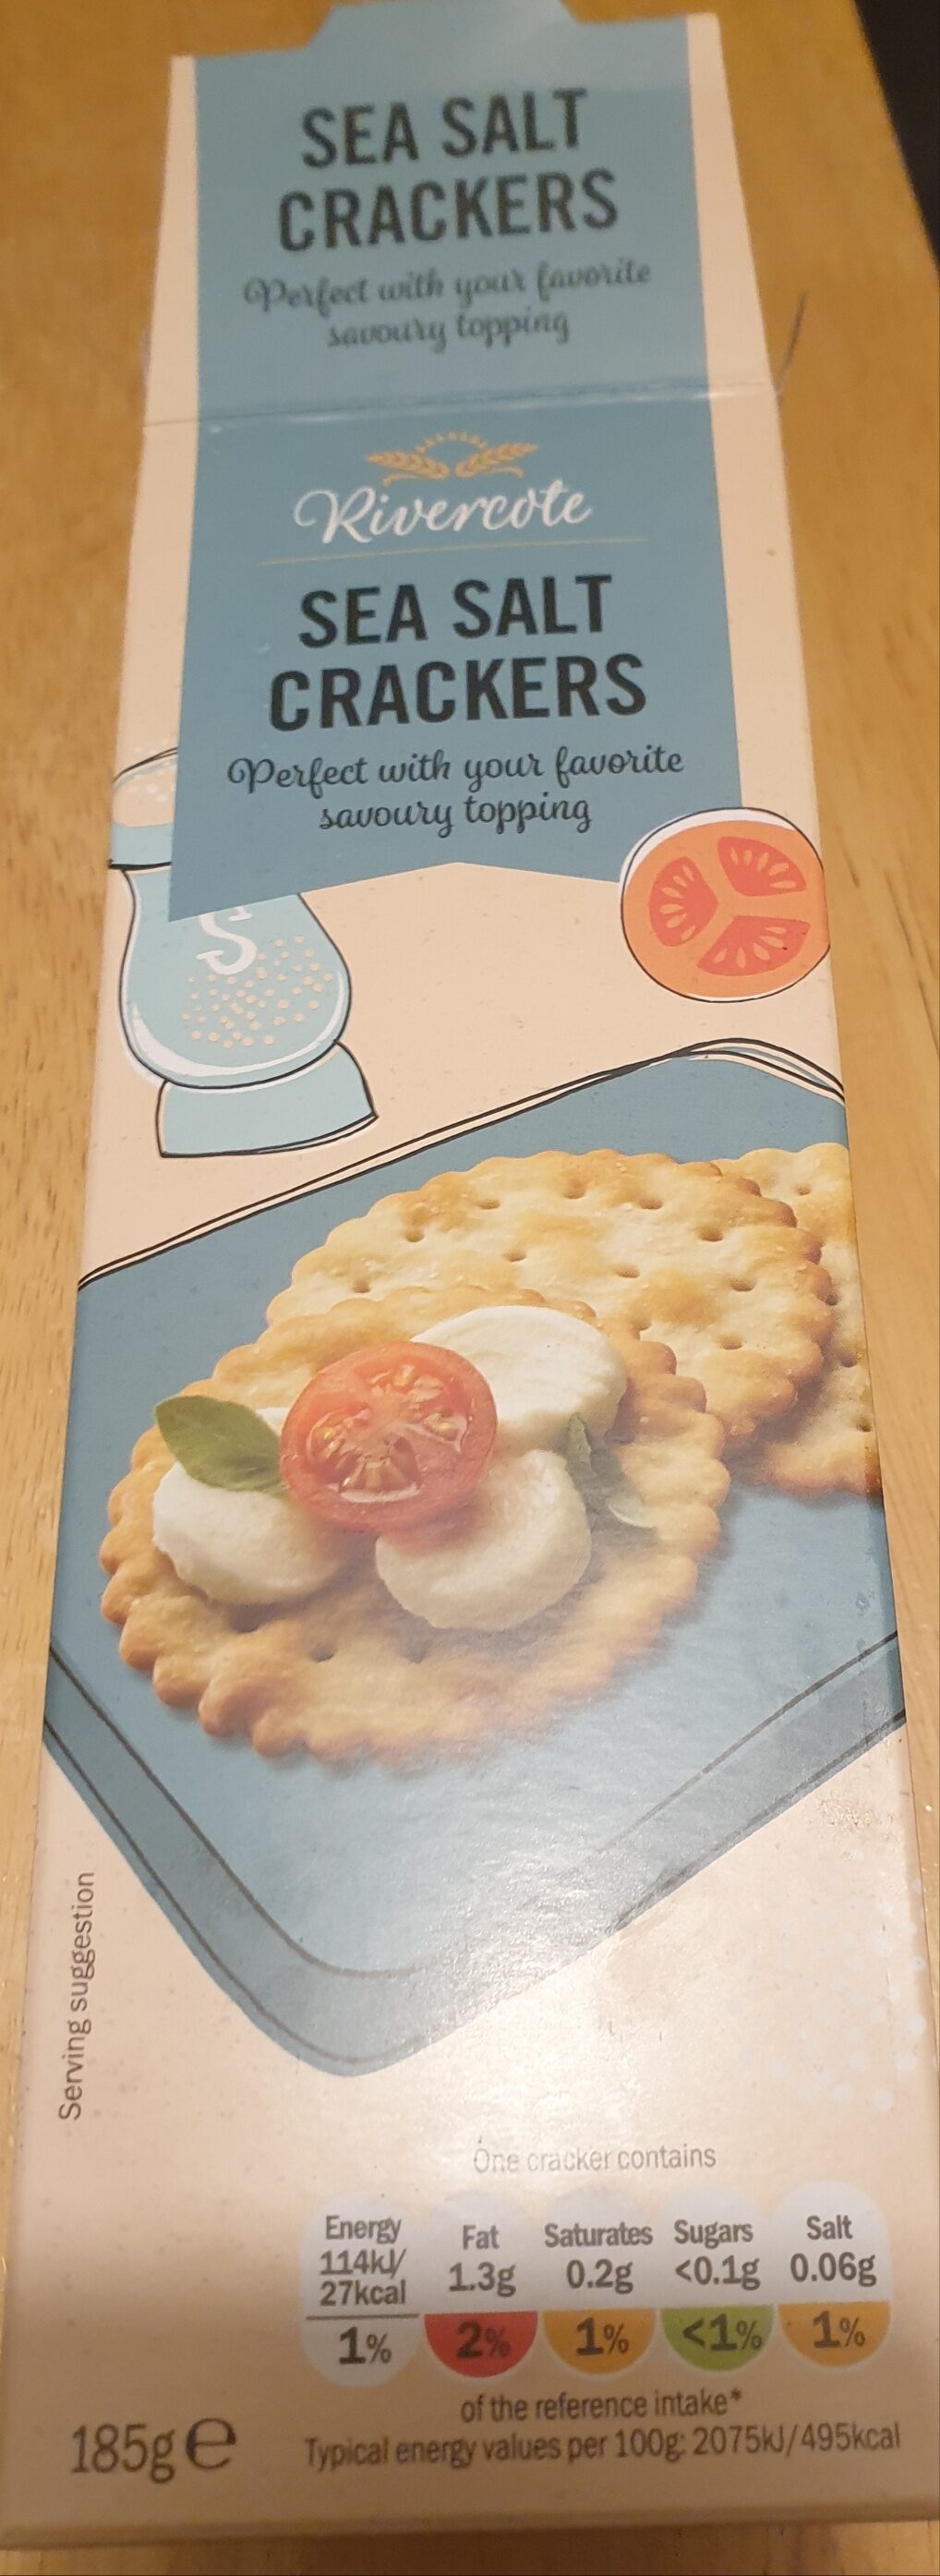 SEA SALT
CRACKERS
Perfect with your favorite
savoury topping
Rivercote
SEA SALT
CRACKERS
Perfect with your favorite
savoury topping
S
Serving suggestion
One cracker contains
Energy Fat Saturates Sugars Salt
114kJ/ 1.3g 0.2g <0.1g 0.06g
27kcal
1% 2% 1% <1% 1%
of the reference intake*
185g e Typical energy values per 100g: 2075kJ/495kcal